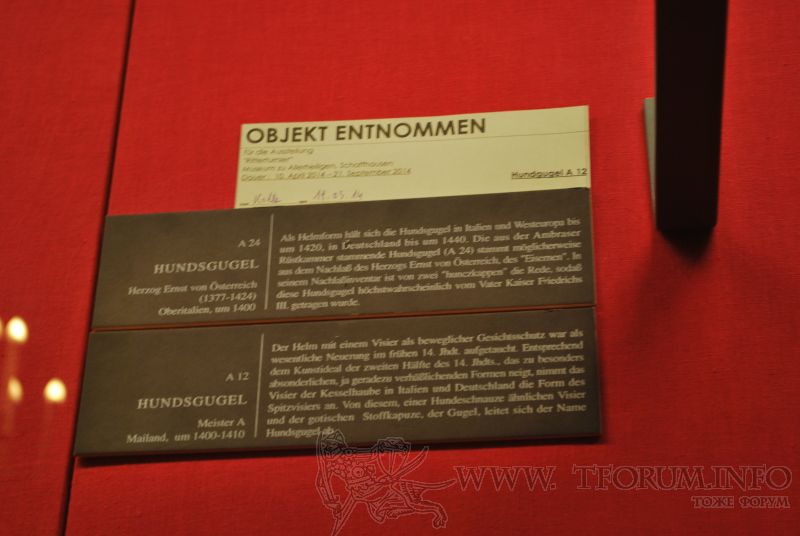 OBJEKT ENTNOMMEN
für die Ausstellung
"Ritterturnier"
Museum zu Allerheiligen, Schaffhausen
Dauer: 10. April 2014 – 21. September 2014
Hundgugel A 12
A 24
HUNDSGUGEL
Herzog Ernst von Österreich
(1377-1424)
Oberitalien, um 1400
Als Helmform hält sich die Hundsgugel in Italien und Westeuropa bis
um 1420, in Deutschland bis um 1440. Die aus der Ambraser
Rüstkammer stammende Hundsgugel (A 24) stammt möglicherweise
aus dem Nachlaß des Herzogs Ernst von Österreich, des "Eisernen". In
seinem Nachlaßinventar ist von zwei "hunczkappen" die Rede, sodaß
diese Hundsgugel höchstwahrscheinlich vom Vater Kaiser Friedrichs
III. getragen wurde.
A 12
HUNDSGUGEL
Meister A
Mailand, um 1400-1410
Der Helm mit einem Visier als beweglicher Gesichtsschutz war als
wesentliche Neuerung im frühen 14. Jhdt. aufgetaucht. Entsprechend
dem Kunstideal der zweiten Hälfte des 14. Jhdts., das zu besonders
absonderlichen, ja geradezu verhäßlichenden Formen neigt, nimmt das
Visier der Kesselhaube in Italien und Deutschland die Form des
Spitzvisiers an. Von diesem, einer Hundeschnauze ähnlichen Visier
und der gotischen Stoffkapuze, der Gugel, leitet sich der Name
Hundsgugel ab.
WWW. TFORUM.INFO
ТОЖЕ ФОРУМ